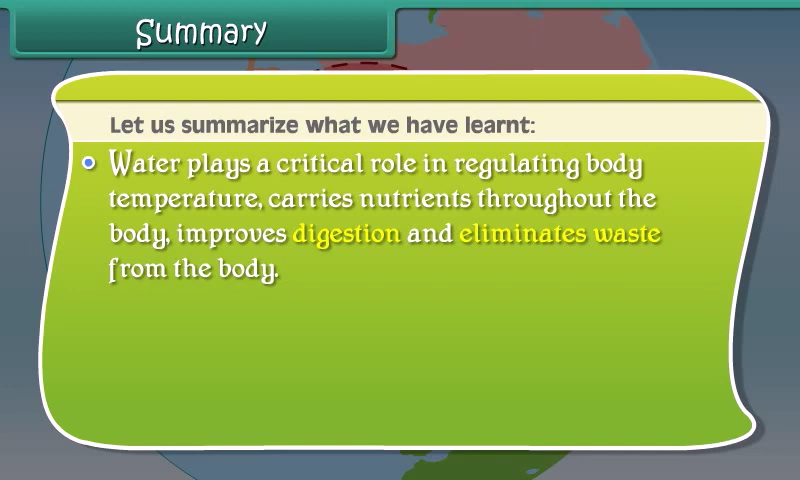 Summary
Let us summarize what we have learnt:
Water plays a critical role in regulating body
temperature, carries nutrients throughout the
body, improves digestion and eliminates waste
from the body.